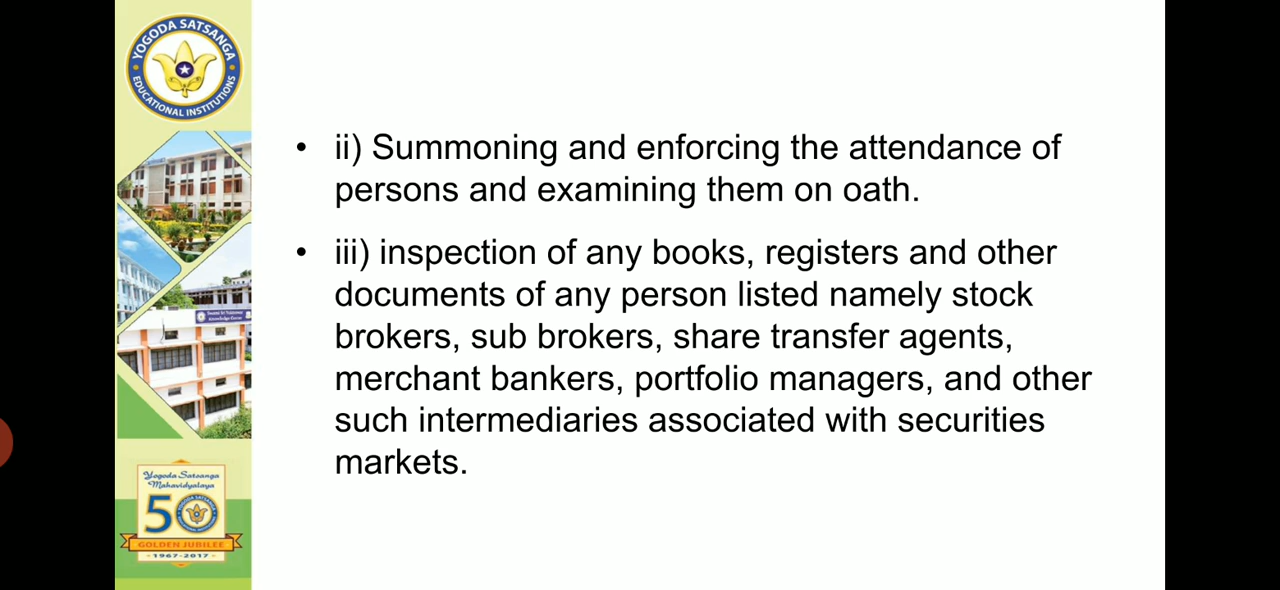 YOGODA SATSANGA
EDUCATIONAL INSTITUTIONS
• ii) Summoning and enforcing the attendance of
persons and examining them on oath.
• iii) inspection of any books, registers and other
documents of any person listed namely stock
brokers, sub brokers, share transfer agents,
merchant bankers, portfolio managers, and other
such intermediaries associated with securities
markets.
Yogoda Satsanga
Mahavidyalaya
50
GOLDEN JUBILEE
1967-2017